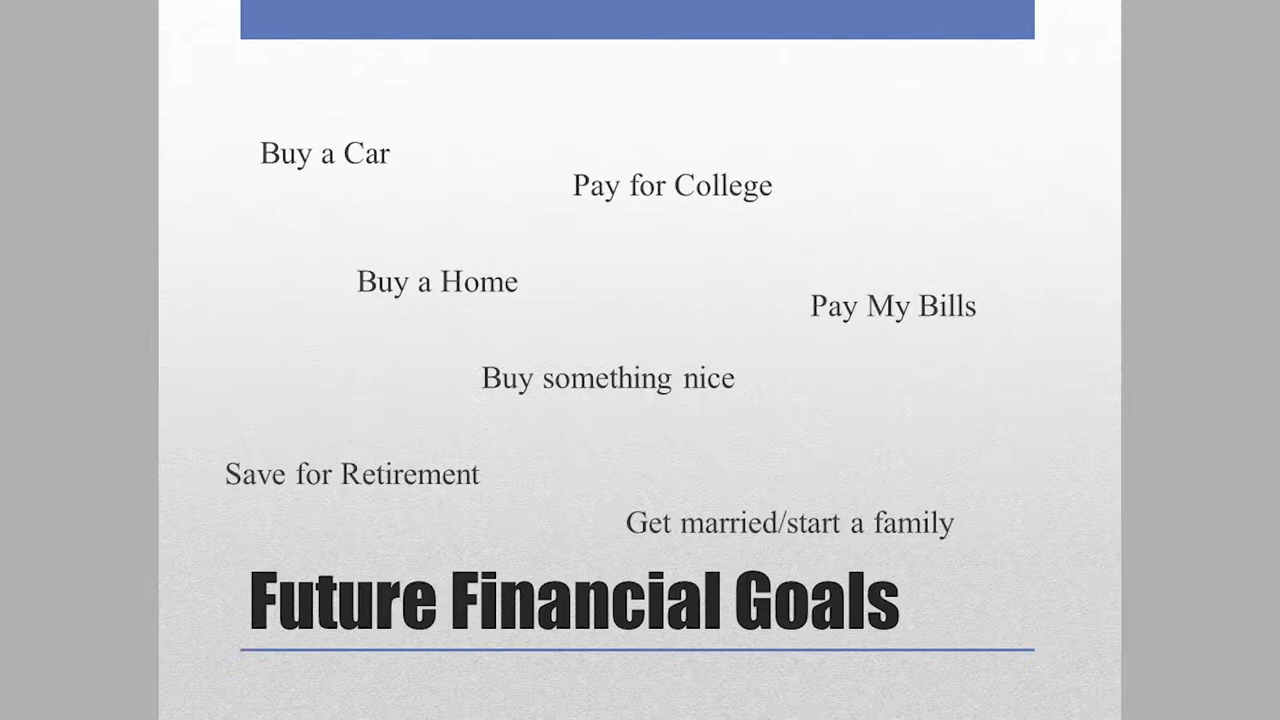 Buy a Car
Pay for College
Buy a Home
Pay My Bills
Buy something nice
Save for Retirement
Get married/start a family
Future Financial Goals